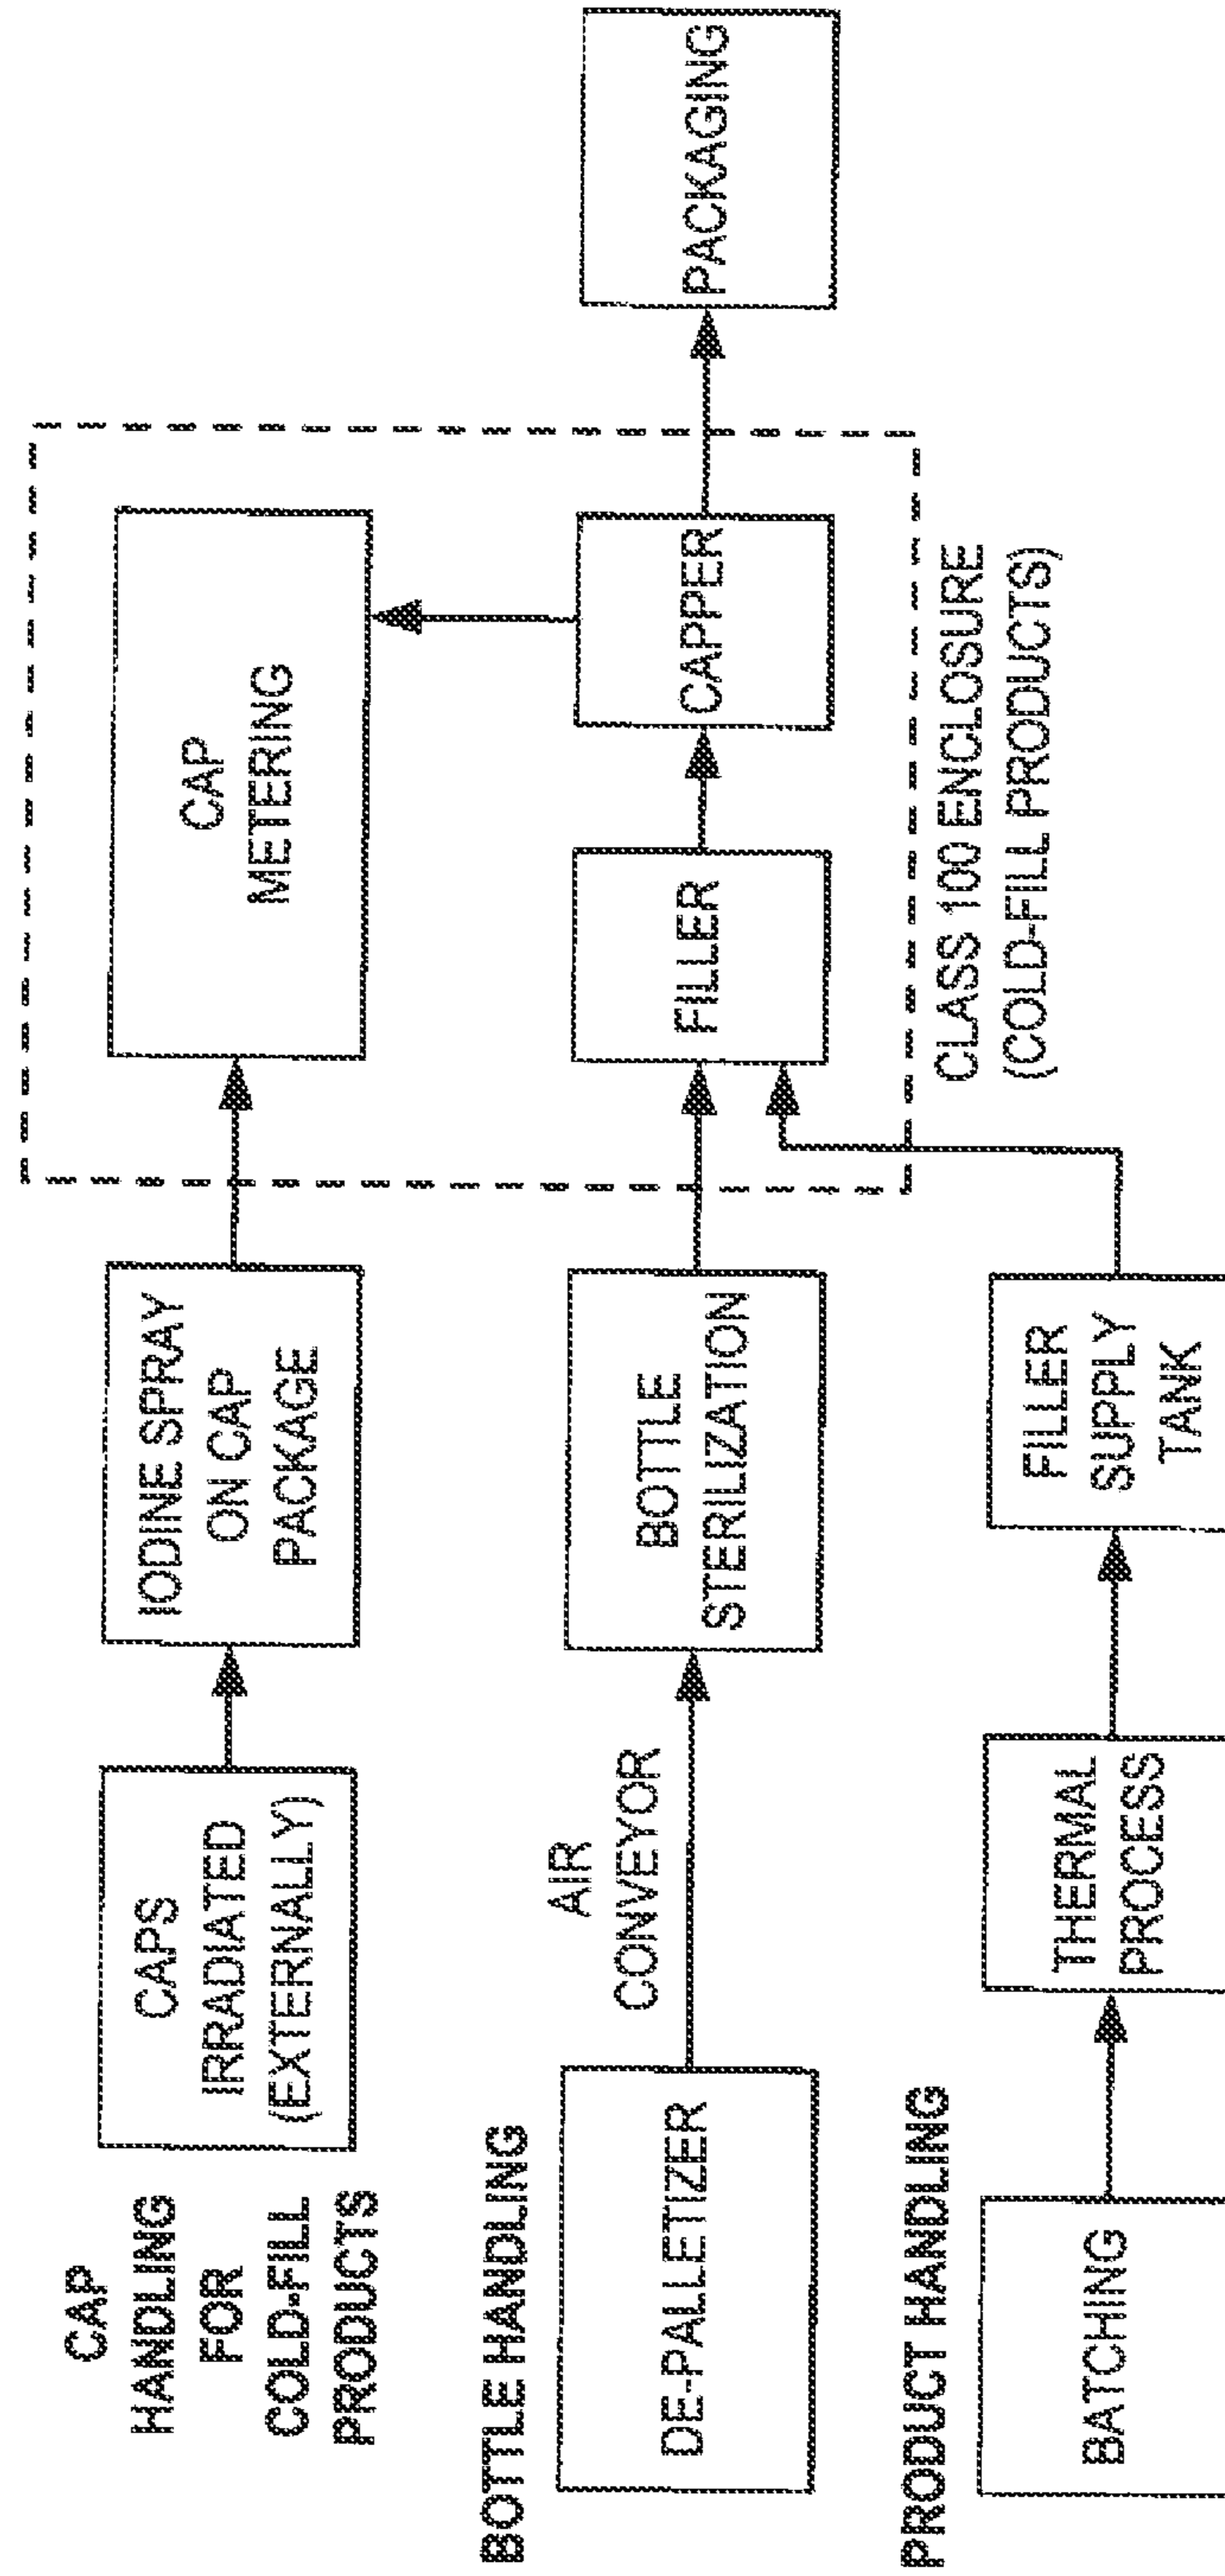 CAP
HANDLING
FOR
COLD-FILL
PRODUCTS
CAPS
IRRADIATED
(EXTERNALLY)
IODINE SPRAY
ON CAP
PACKAGE
CAP
METERING
BOTTLE HANDLING
DE-PALLETIZER
AIR
CONVEYOR
BOTTLE
STERILIZATION
FILLER
CAPPER
PACKAGING
CLASS 100 ENCLOSURE
(COLD-FILL PRODUCTS)
PRODUCT HANDLING
BATCHING
THERMAL
PROCESS
FILLER
SUPPLY
TANK